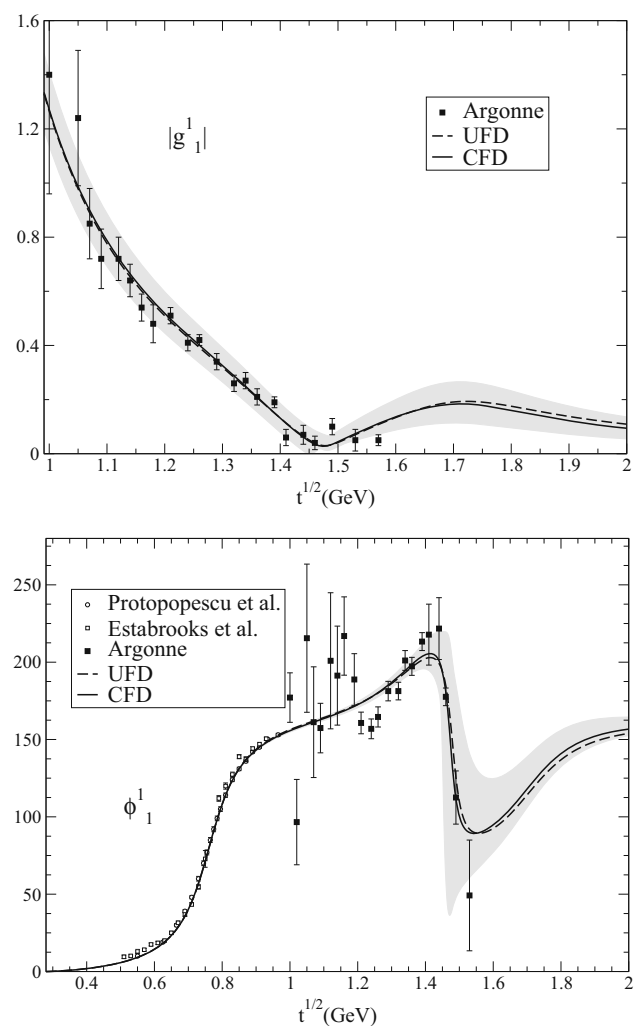 1.6
1.2
0.8
0.4
0
|g¹₁|
Argonne
UFD
CFD
1 1.1 1.2 1.3 1.4 1.5 1.6 1.7 1.8 1.9 2
t^1/2(GeV)
250
200
150
100
50
0
Protopopescu et al.
Estabrooks et al.
Argonne
UFD
CFD
ϕ¹₁
0.4 0.6 0.8 1 1.2 1.4 1.6 1.8 2
t^1/2(GeV)